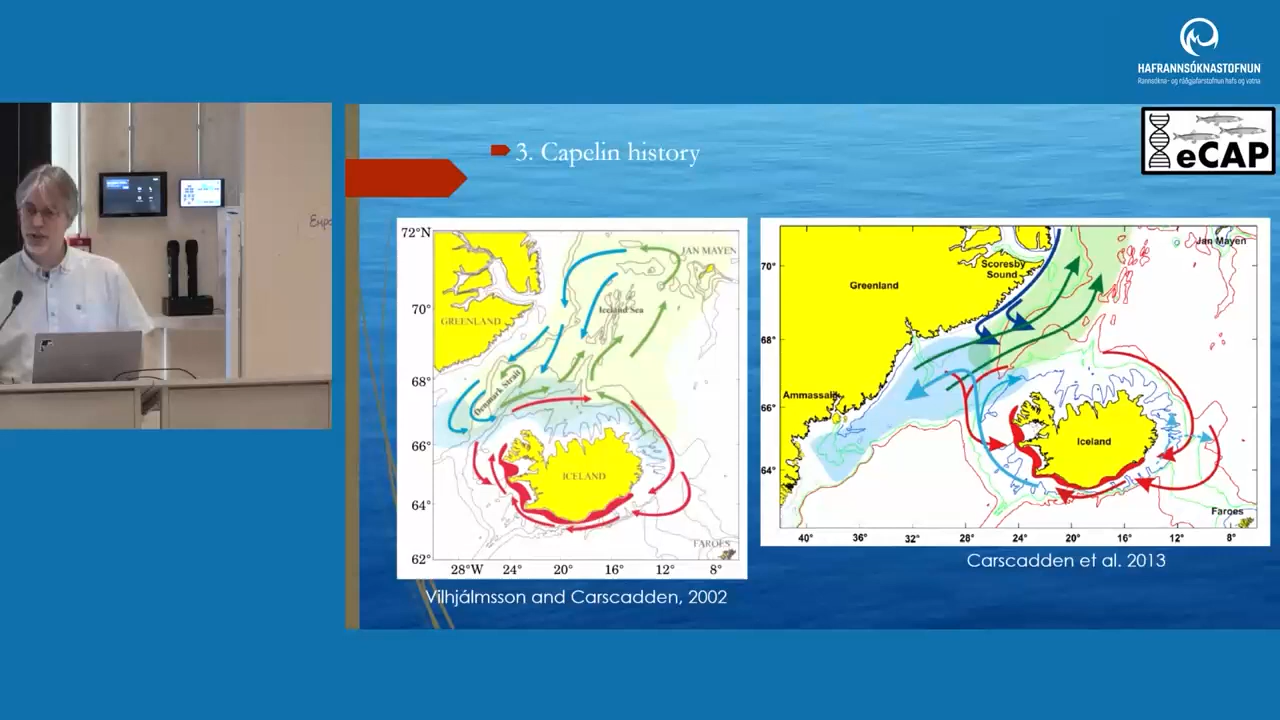 HAFRANNSÓKNASTOFNUN
Rannsókna- og ráðgjafarstofnun hafs og vatna
eCAP
3. Capelin history
72°N
70°
68°
66°
64°
62°
28°W 24° 20° 16° 12° 8°
JAN MAYEN
GREENLAND
Iceland Sea
Denmark Strait
ICELAND
FAROES
Vilhjálmsson and Carscadden, 2002
70°
68°
66°
64°
40° 36° 32° 28° 24° 20° 16° 12° 8°
Jan Mayen
Scoresby
Sound
Greenland
Ammassalik
Iceland
Faroes
Carscadden et al. 2013